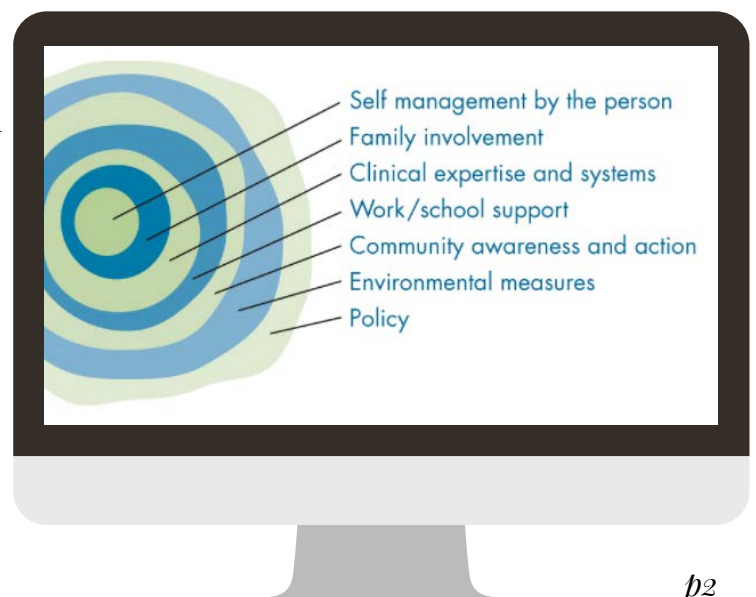 Self management by the person
Family involvement
Clinical expertise and systems
Work/school support
Community awareness and action
Environmental measures
Policy
p2